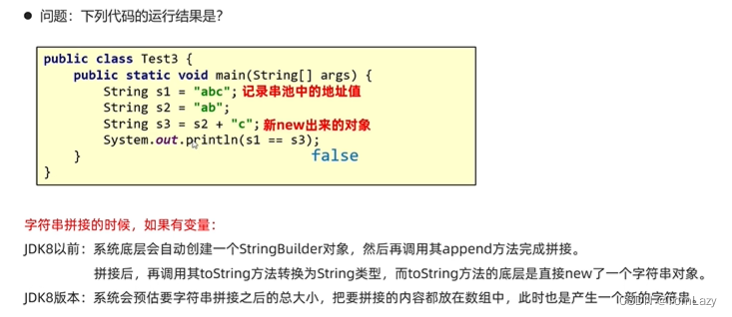 ● 问题：下列代码的运行结果是？
public class Test3 {
public static void main(String[] args) {
String s1 = "abc"; 记录串池中的地址值
String s2 = "ab";
String s3 = s2 + "c"; 新new出来的对象
System.out.println(s1 == s3);
} false
}
字符串拼接的时候，如果有变量：
JDK8以前：系统底层会自动创建一个StringBuilder对象，然后再调用其append方法完成拼接。
拼接后，再调用其toString方法转换为String类型，而toString方法的底层是直接new了一个字符串对象。
JDK8版本：系统会预估要字符串拼接之后的总大小，把要拼接的内容都放在数组中，此时也是产生一个新的字符串。